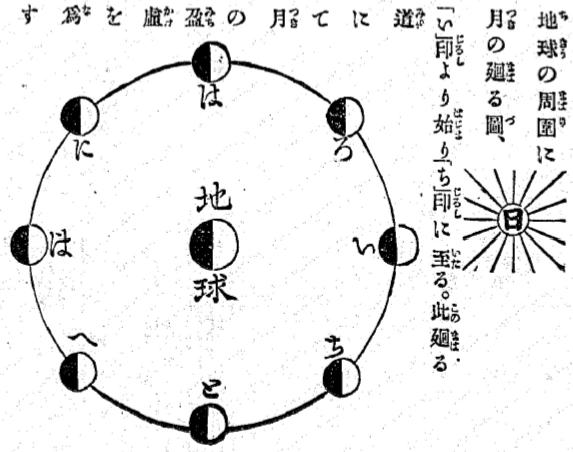 地球の周圍に
月の廻る圖、
「い」印より始り「ち」印に至る。此廻る
道にて月の盈虛を爲す
日
い
ろ
は
に
は
へ
と
ち
地球